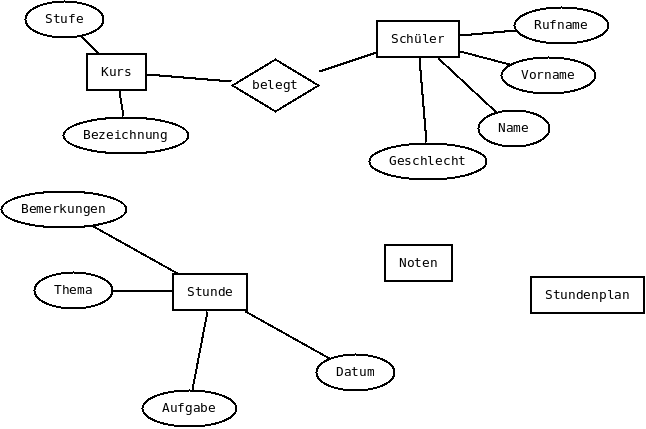 Stufe
Rufname
Schüler
Kurs
Vorname
belegt
Name
Bezeichnung
Geschlecht
Bemerkungen
Noten
Thema
Stunde
Stundenplan
Datum
Aufgabe